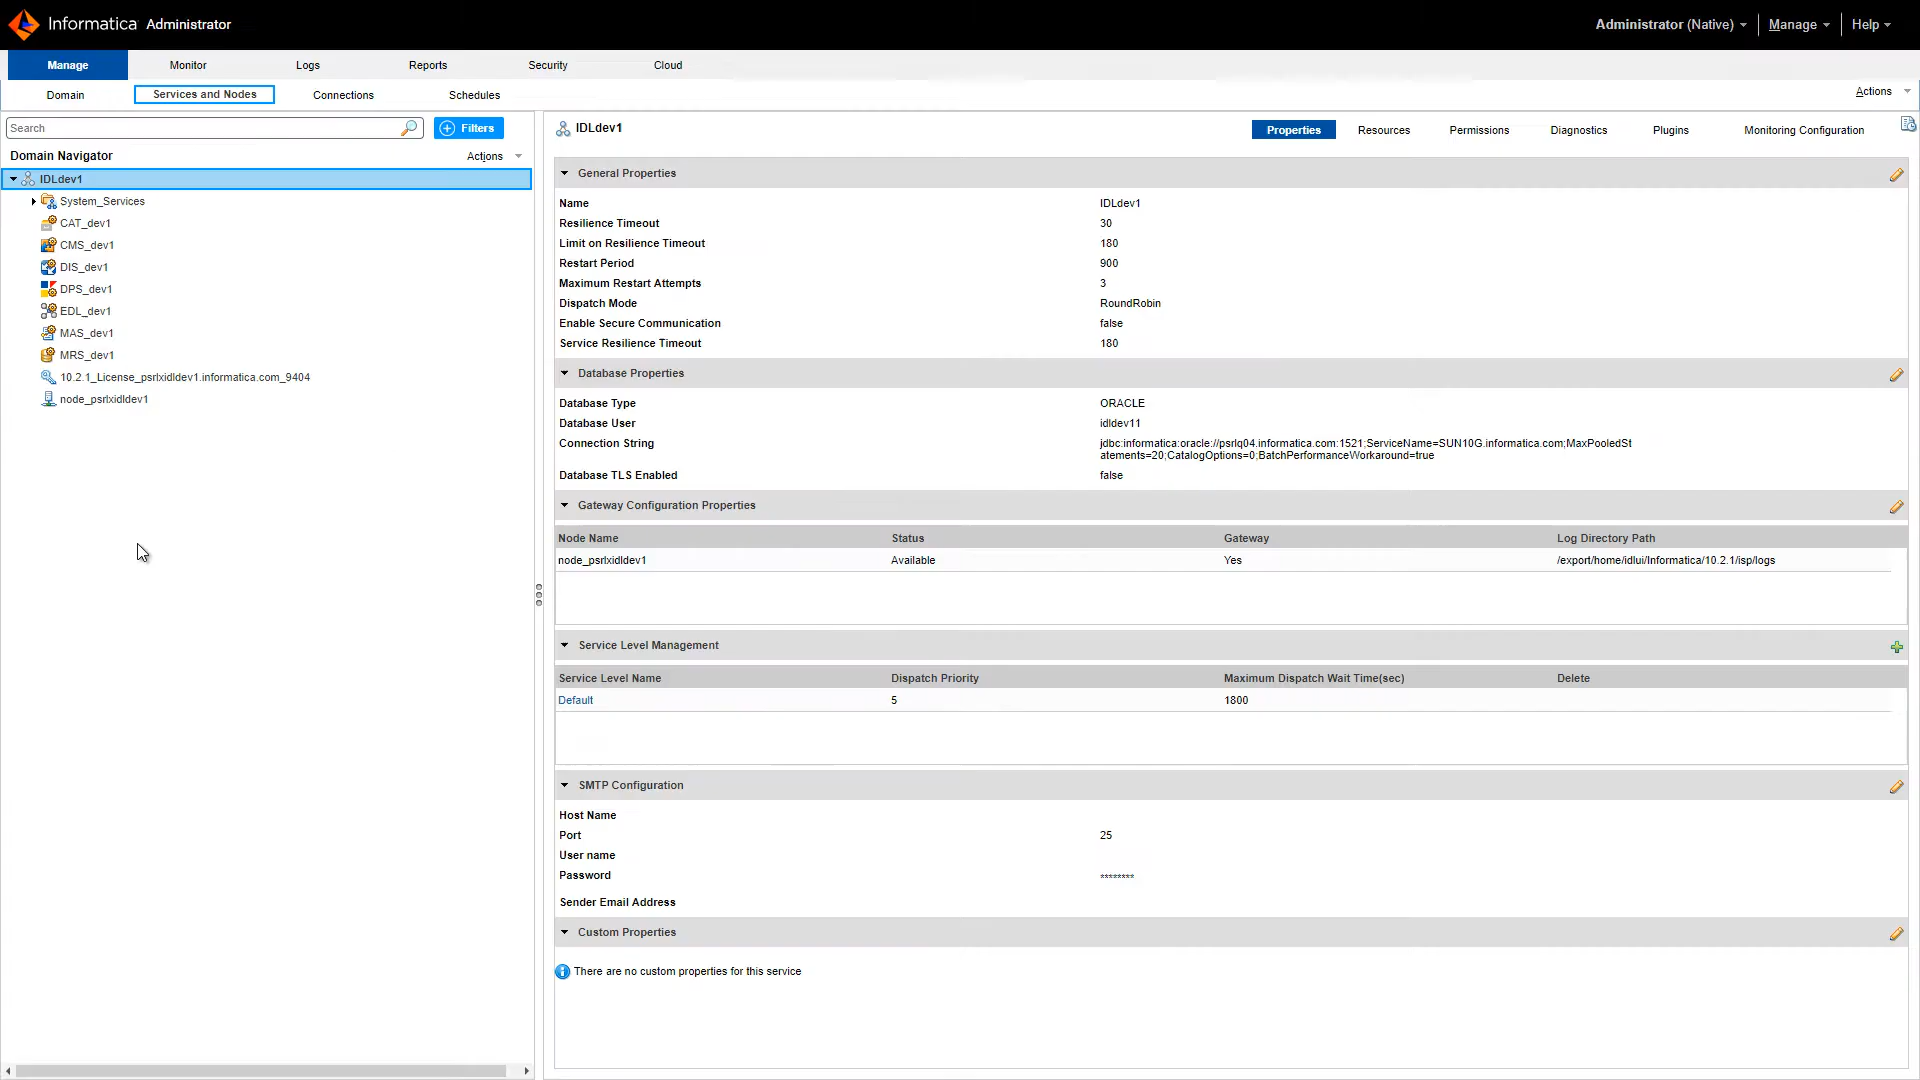 Informatica Administrator
Administrator (Native)
Manage
Help
Manage
Monitor
Logs
Reports
Security
Cloud
Domain
Services and Nodes
Connections
Schedules
Actions
Search
Filters
Domain Navigator
Actions
IDLdev1
System_Services
CAT_dev1
CMS_dev1
DIS_dev1
DPS_dev1
EDL_dev1
MAS_dev1
MRS_dev1
10.2.1_License_psrlxidldev1.informatica.com_9404
node_psrlxidldev1
IDLdev1
Properties
Resources
Permissions
Diagnostics
Plugins
Monitoring Configuration
General Properties
Name IDLdev1
Resilience Timeout 30
Limit on Resilience Timeout 180
Restart Period 900
Maximum Restart Attempts 3
Dispatch Mode RoundRobin
Enable Secure Communication false
Service Resilience Timeout 180
Database Properties
Database Type ORACLE
Database User idldev11
Connection String jdbc:informatica:oracle://psrlq04.informatica.com:1521;ServiceName=SUN10G.informatica.com;MaxPooledSt
atements=20;CatalogOptions=0;BatchPerformanceWorkaround=true
Database TLS Enabled false
Gateway Configuration Properties
Node Name Status Gateway Log Directory Path
node_psrlxidldev1 Available Yes /export/home/idlui/Informatica/10.2.1/isp/logs
Service Level Management
Service Level Name Dispatch Priority Maximum Dispatch Wait Time(sec) Delete
Default 5 1800
SMTP Configuration
Host Name
Port 25
User name
Password ********
Sender Email Address
Custom Properties
There are no custom properties for this service